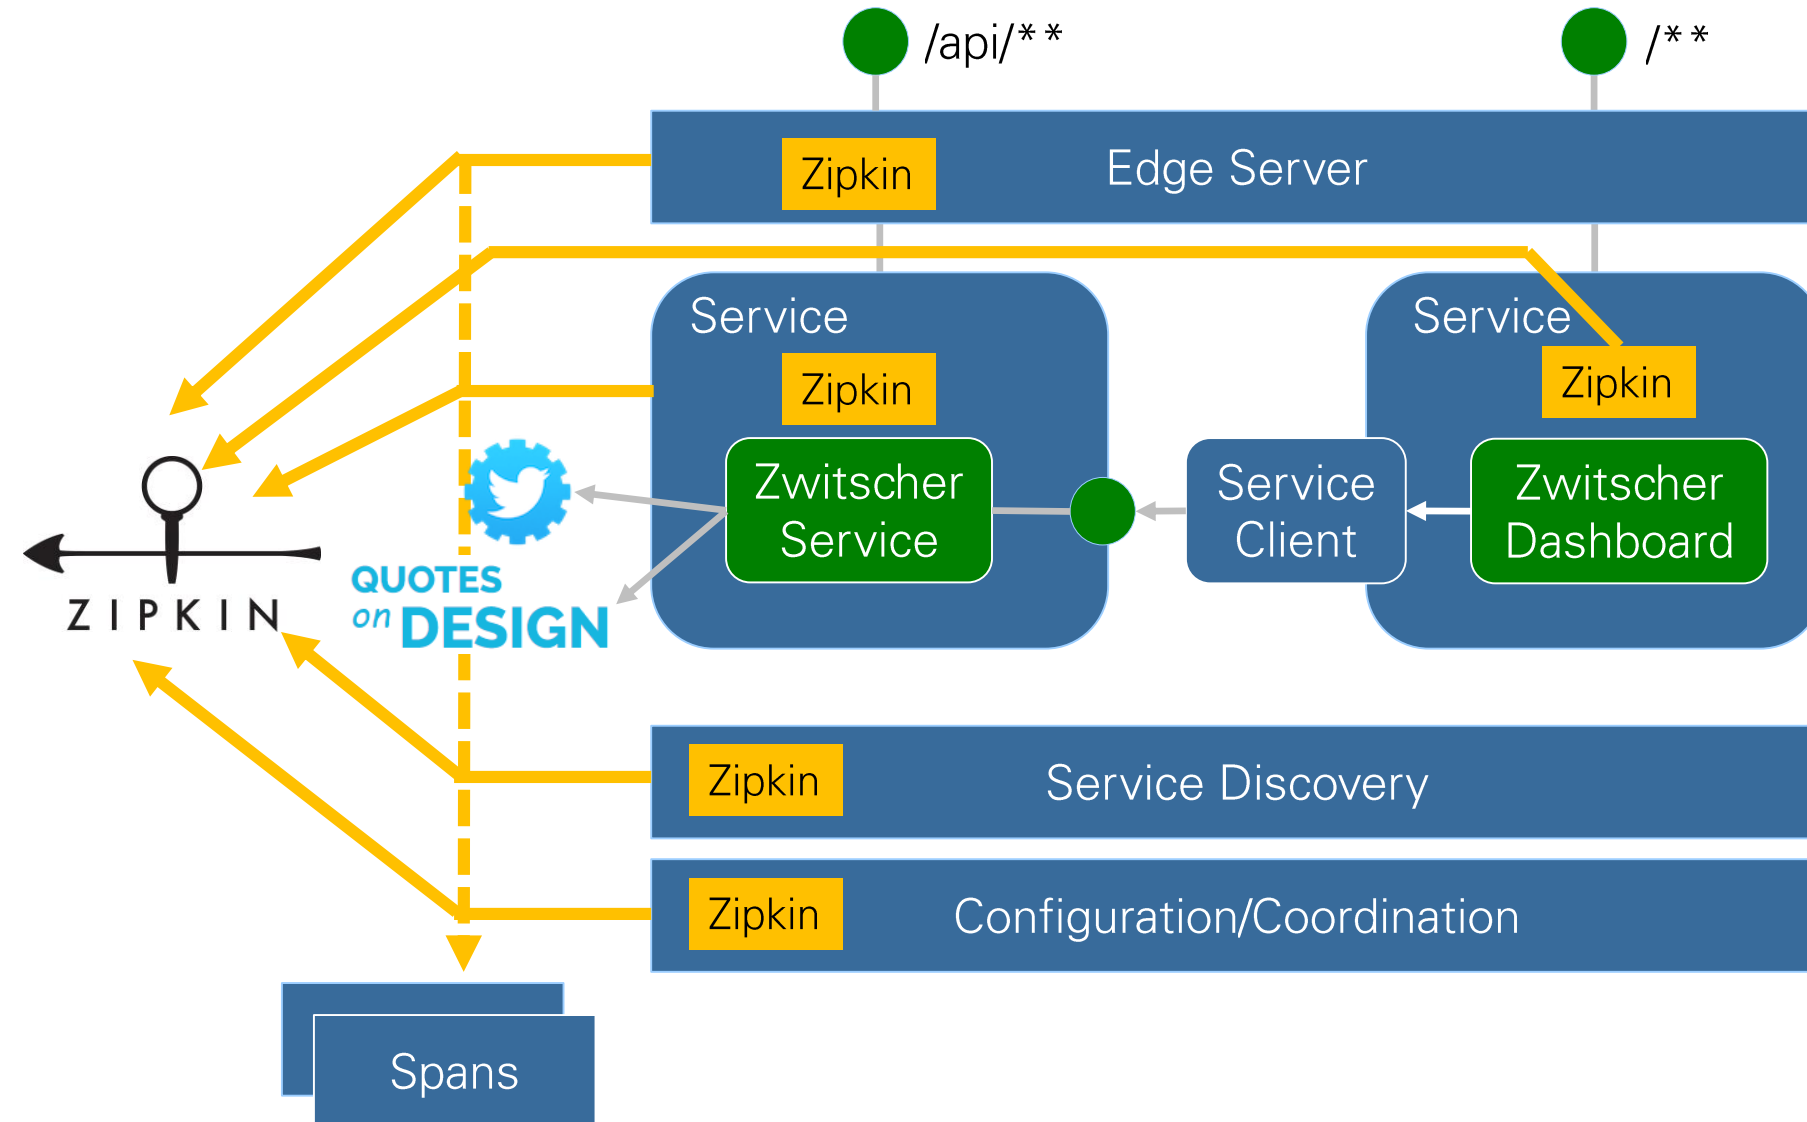 /api/**
/**
Zipkin
Edge Server
Service
Service
Zipkin
Zipkin
Zwitscher
Service
Service
Client
Zwitscher
Dashboard
ZIPKIN
QUOTES
on DESIGN
Zipkin
Service Discovery
Zipkin
Configuration/Coordination
Spans